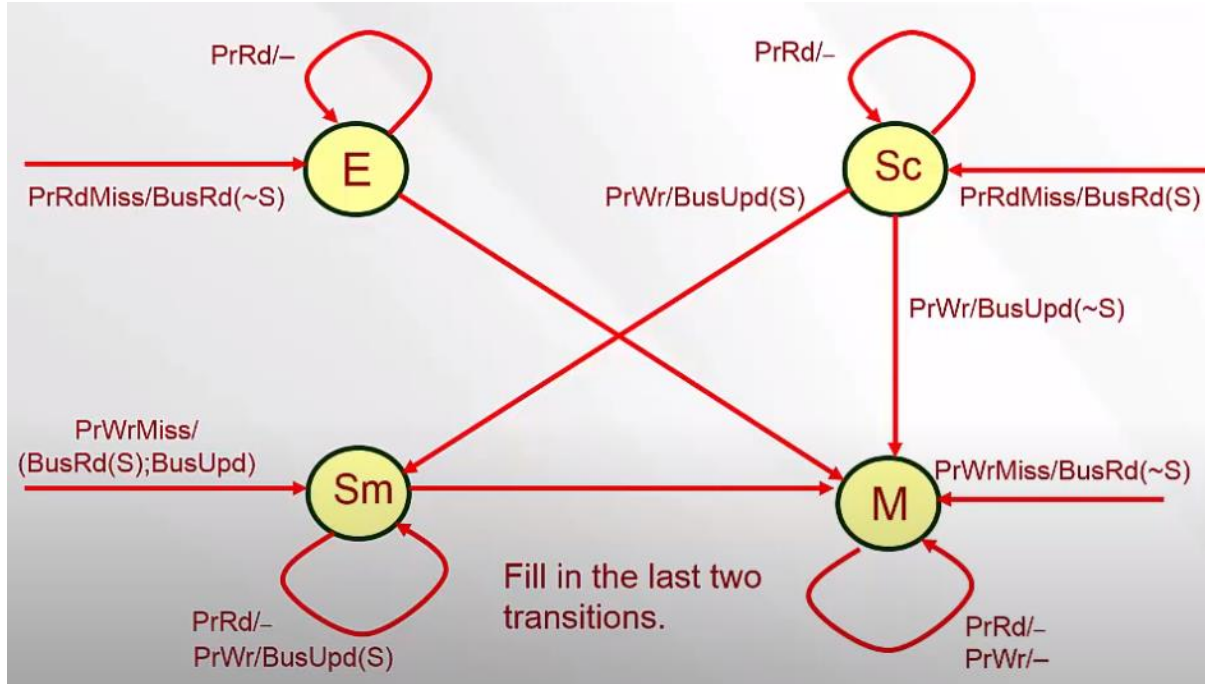 PrRd/–
PrRd/–
E
Sc
PrRdMiss/BusRd(~S)
PrWr/BusUpd(S)
PrRdMiss/BusRd(S)
PrWr/BusUpd(~S)
PrWrMiss/
(BusRd(S);BusUpd)
Sm
M
PrWrMiss/BusRd(~S)
Fill in the last two
transitions.
PrRd/–
PrWr/BusUpd(S)
PrRd/–
PrWr/–